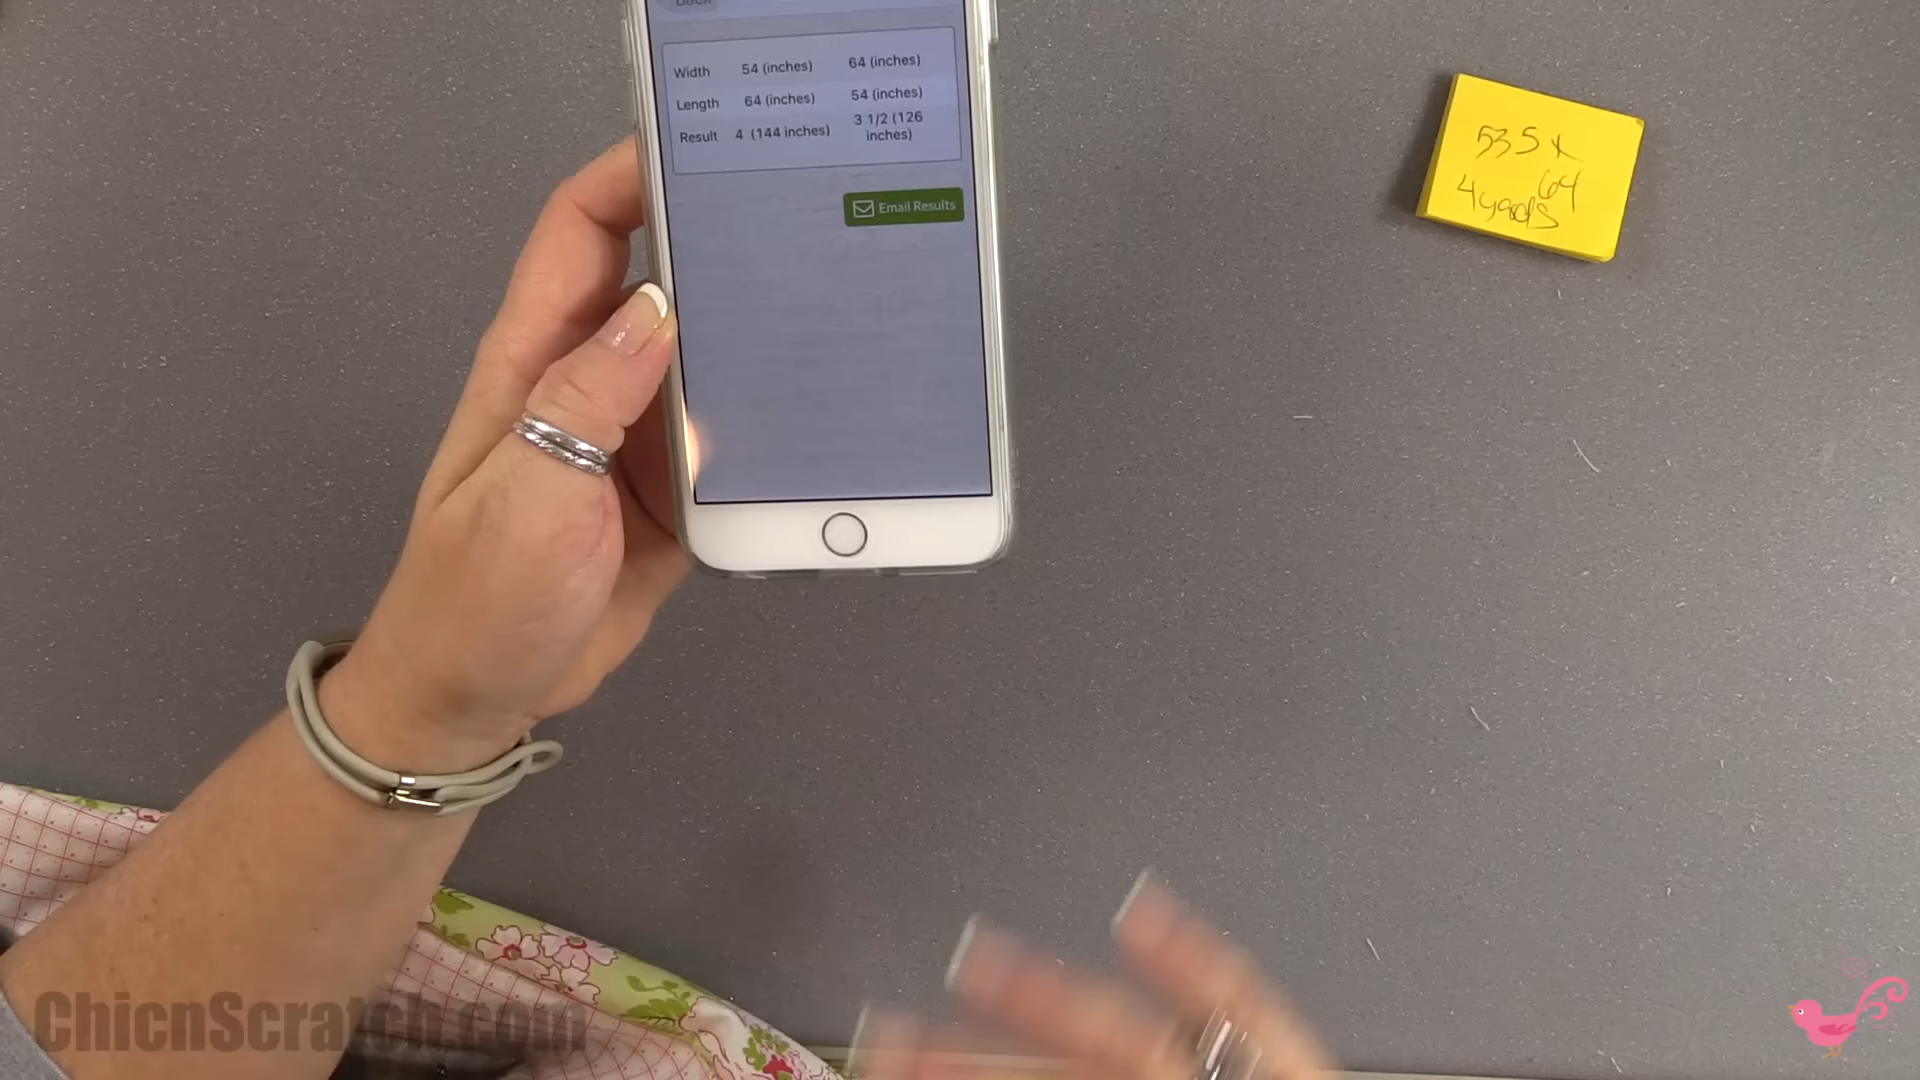 Back
Width 54 (inches) 64 (inches)
Length 64 (inches) 54 (inches)
Result 4 (144 inches) 3 1/2 (126
inches)
Email Results
53.5 x
64
4 yards
ChicnScratch.com